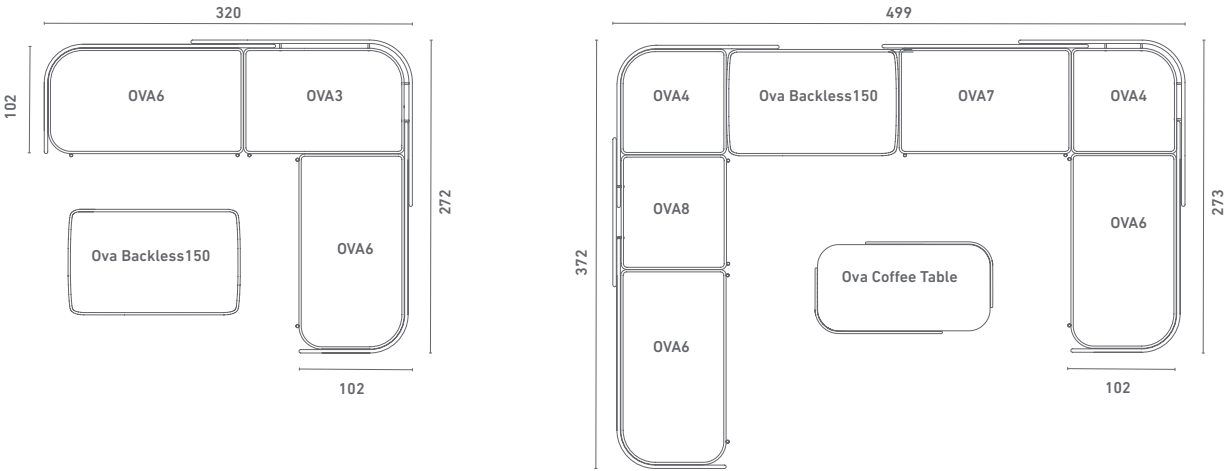 320
102
OVA6
OVA3
272
Ova Backless150
OVA6
102
499
OVA4
Ova Backless150
OVA7
OVA4
273
OVA8
OVA6
372
Ova Coffee Table
OVA6
102